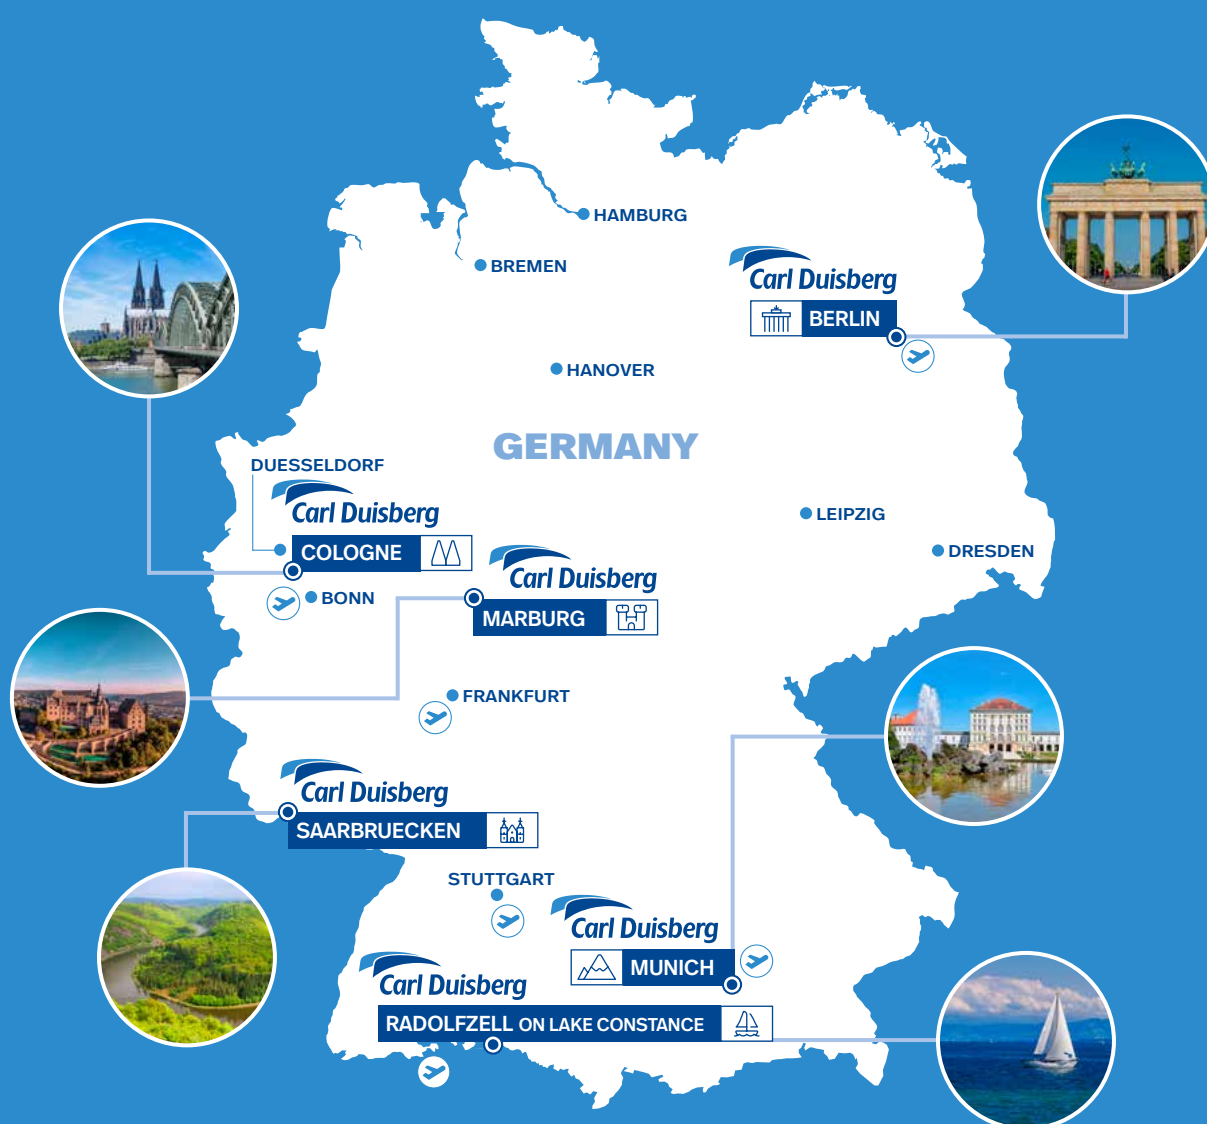 HAMBURG
BREMEN
Carl Duisberg
BERLIN
HANOVER
GERMANY
DUESSELDORF
Carl Duisberg
COLOGNE
LEIPZIG
DRESDEN
Carl Duisberg
MARBURG
BONN
FRANKFURT
Carl Duisberg
SAARBRUECKEN
STUTTGART
Carl Duisberg
MUNICH
Carl Duisberg
RADOLFZELL ON LAKE CONSTANCE